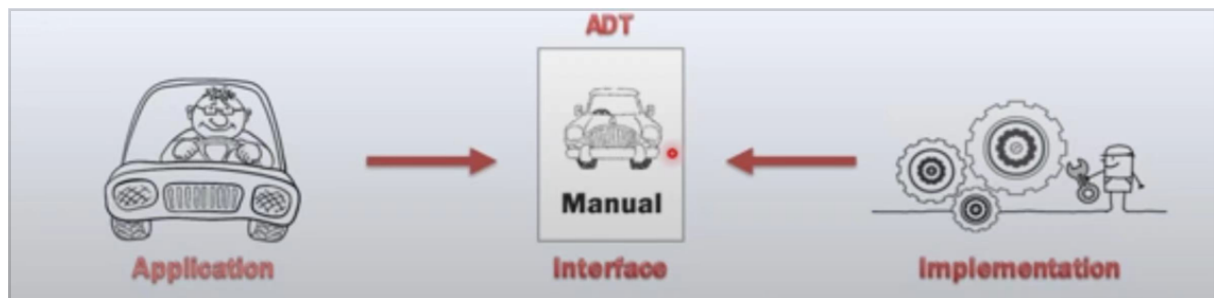 ADT
Manual
Application
Interface
Implementation